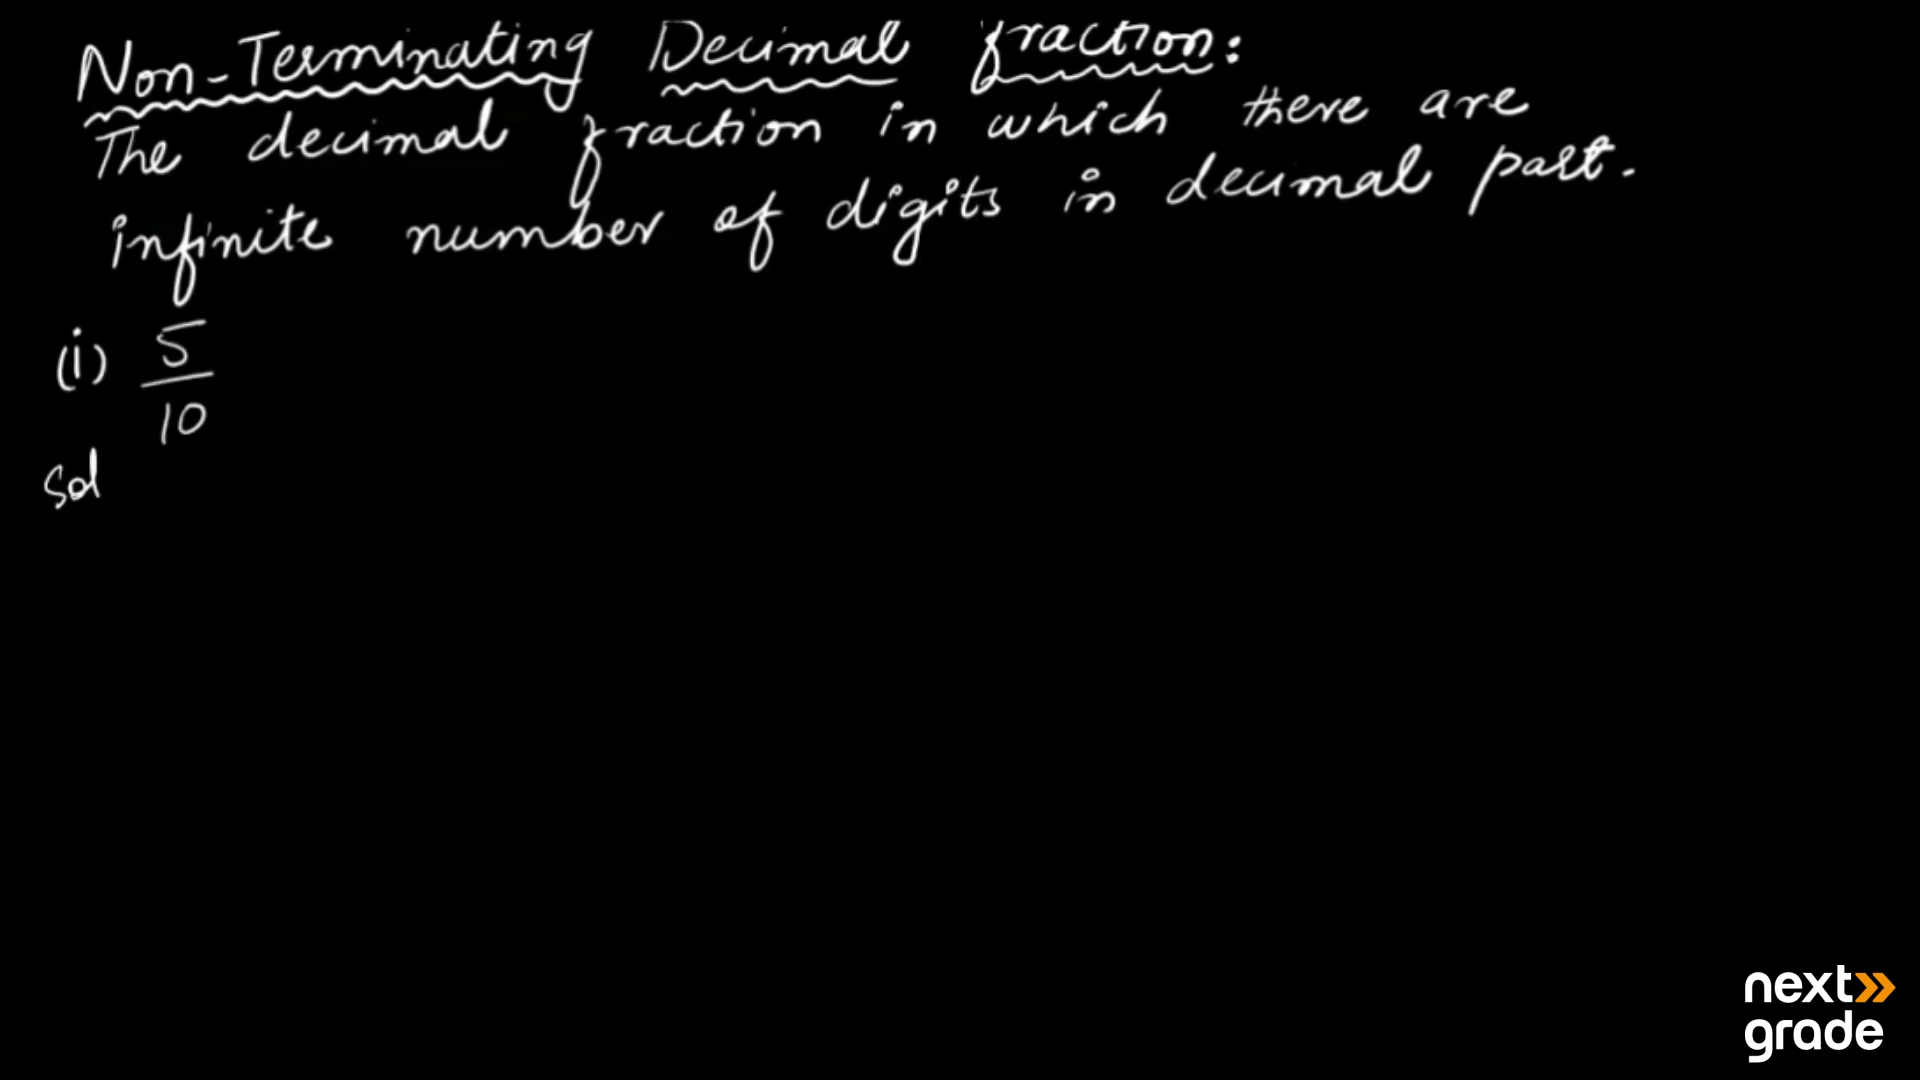 Non-Terminating Decimal fraction:
The decimal fraction in which there are
infinite number of digits in decimal part.
(i) 5/10
Sol
next
grade